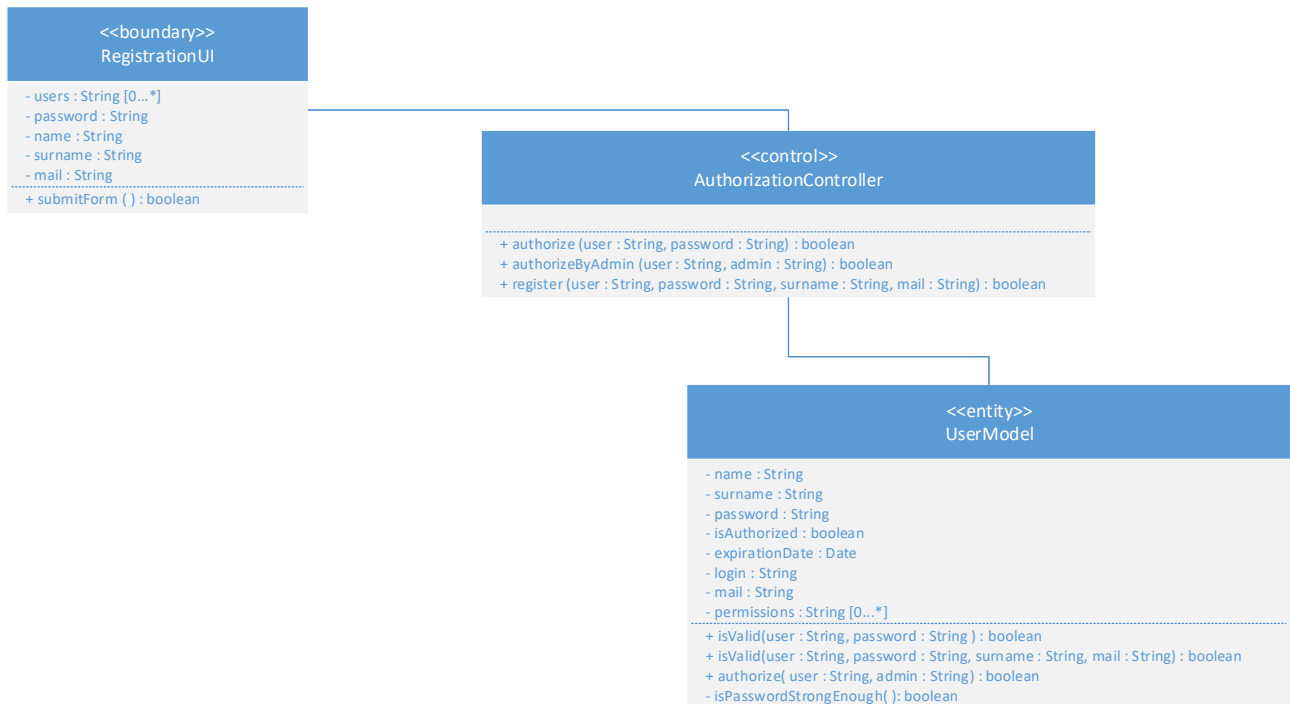 <<boundary>>
RegistrationUI
- users : String [0...*]
- password : String
- name : String
- surname : String
- mail : String
+ submitForm ( ) : boolean
<<control>>
AuthorizationController
+ authorize (user : String, password : String) : boolean
+ authorizeByAdmin (user : String, admin : String) : boolean
+ register (user : String, password : String, surname : String, mail : String) : boolean
<<entity>>
UserModel
- name : String
- surname : String
- password : String
- isAuthorized : boolean
- expirationDate : Date
- login : String
- mail : String
- permissions : String [0...*]
+ isValid(user : String, password : String ) : boolean
+ isValid(user : String, password : String, surname : String, mail : String) : boolean
+ authorize( user : String, admin : String) : boolean
- isPasswordStrongEnough( ): boolean